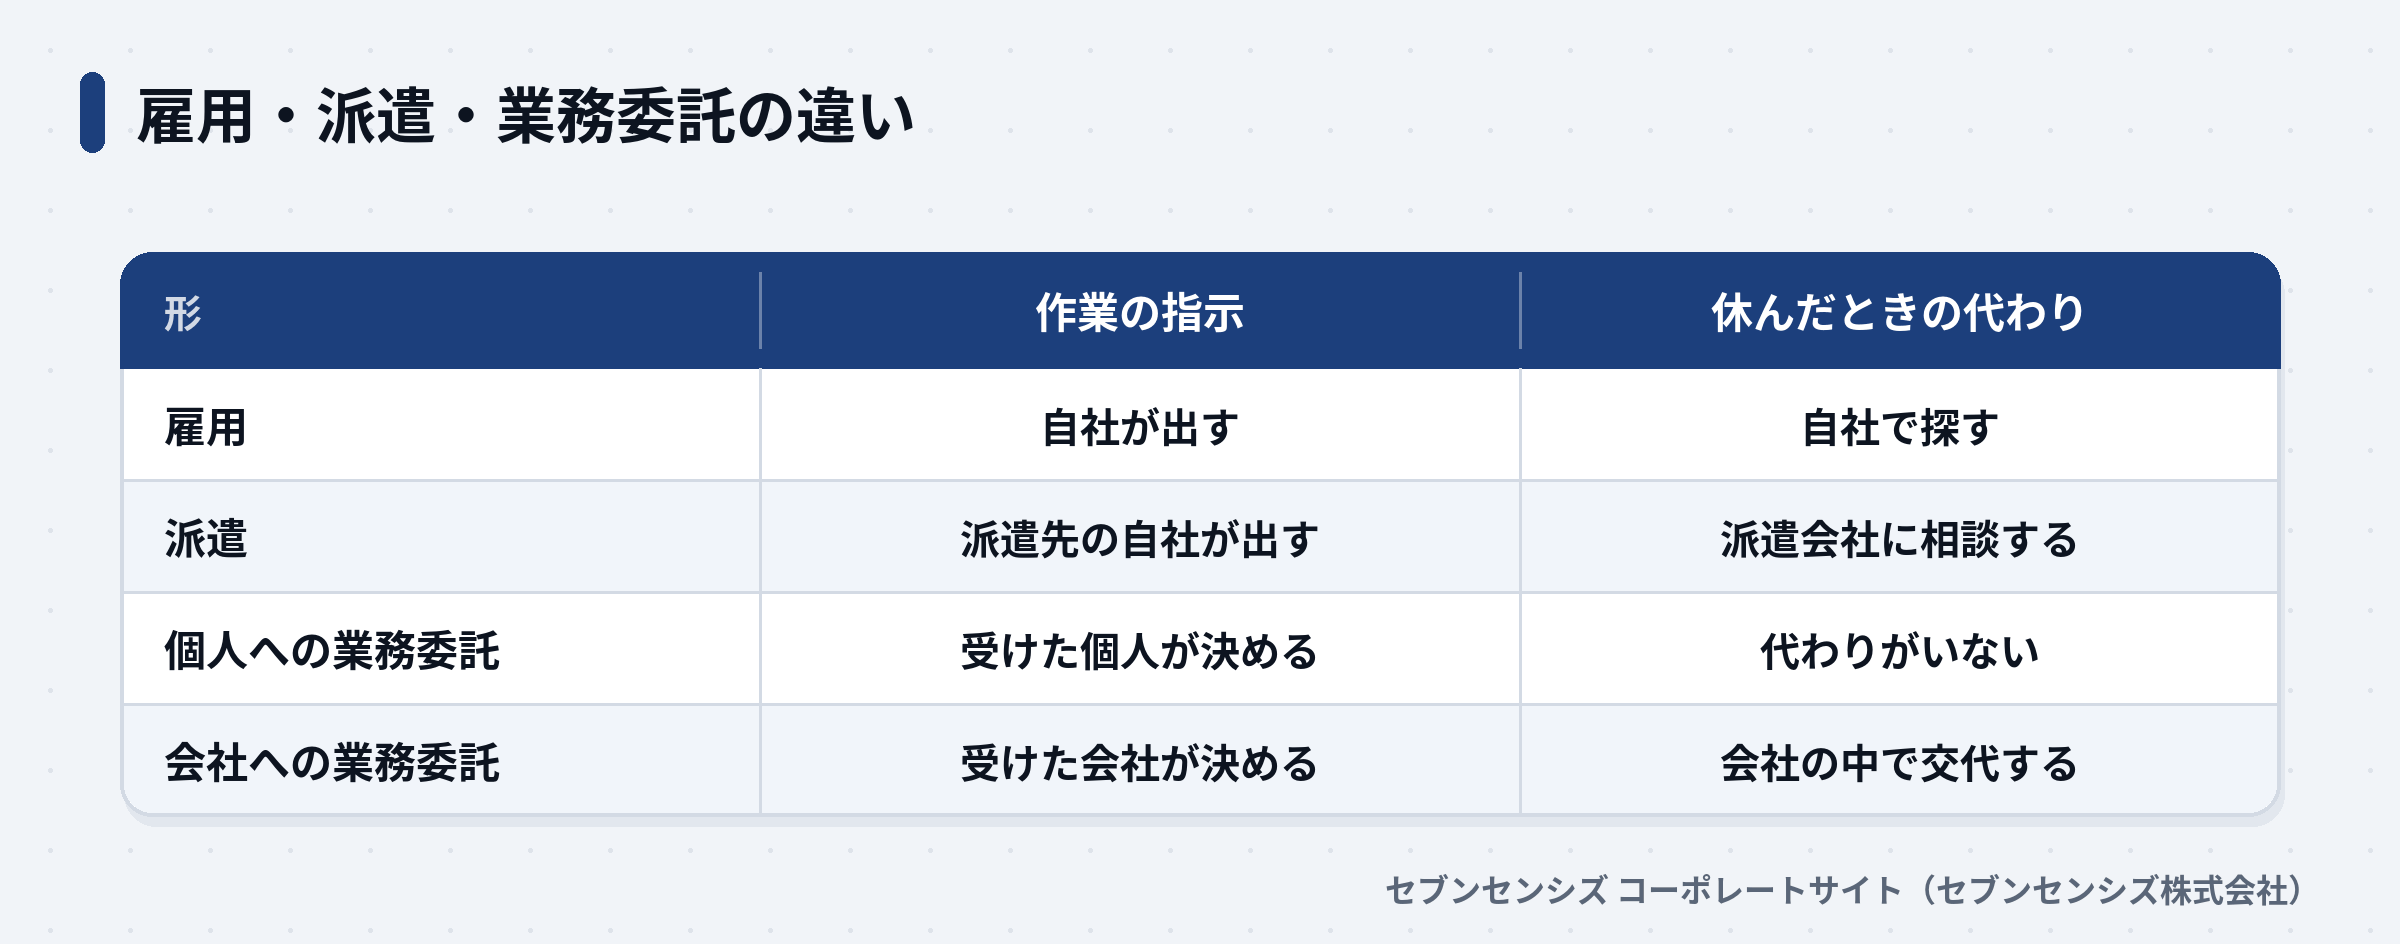 雇用・派遣・業務委託の違い
形 作業の指示 休んだときの代わり
雇用 自社が出す 自社で探す
派遣 派遣先の自社が出す 派遣会社に相談する
個人への業務委託 受けた個人が決める 代わりがいない
会社への業務委託 受けた会社が決める 会社の中で交代する
セブンセンシズ コーポレートサイト（セブンセンシズ株式会社）